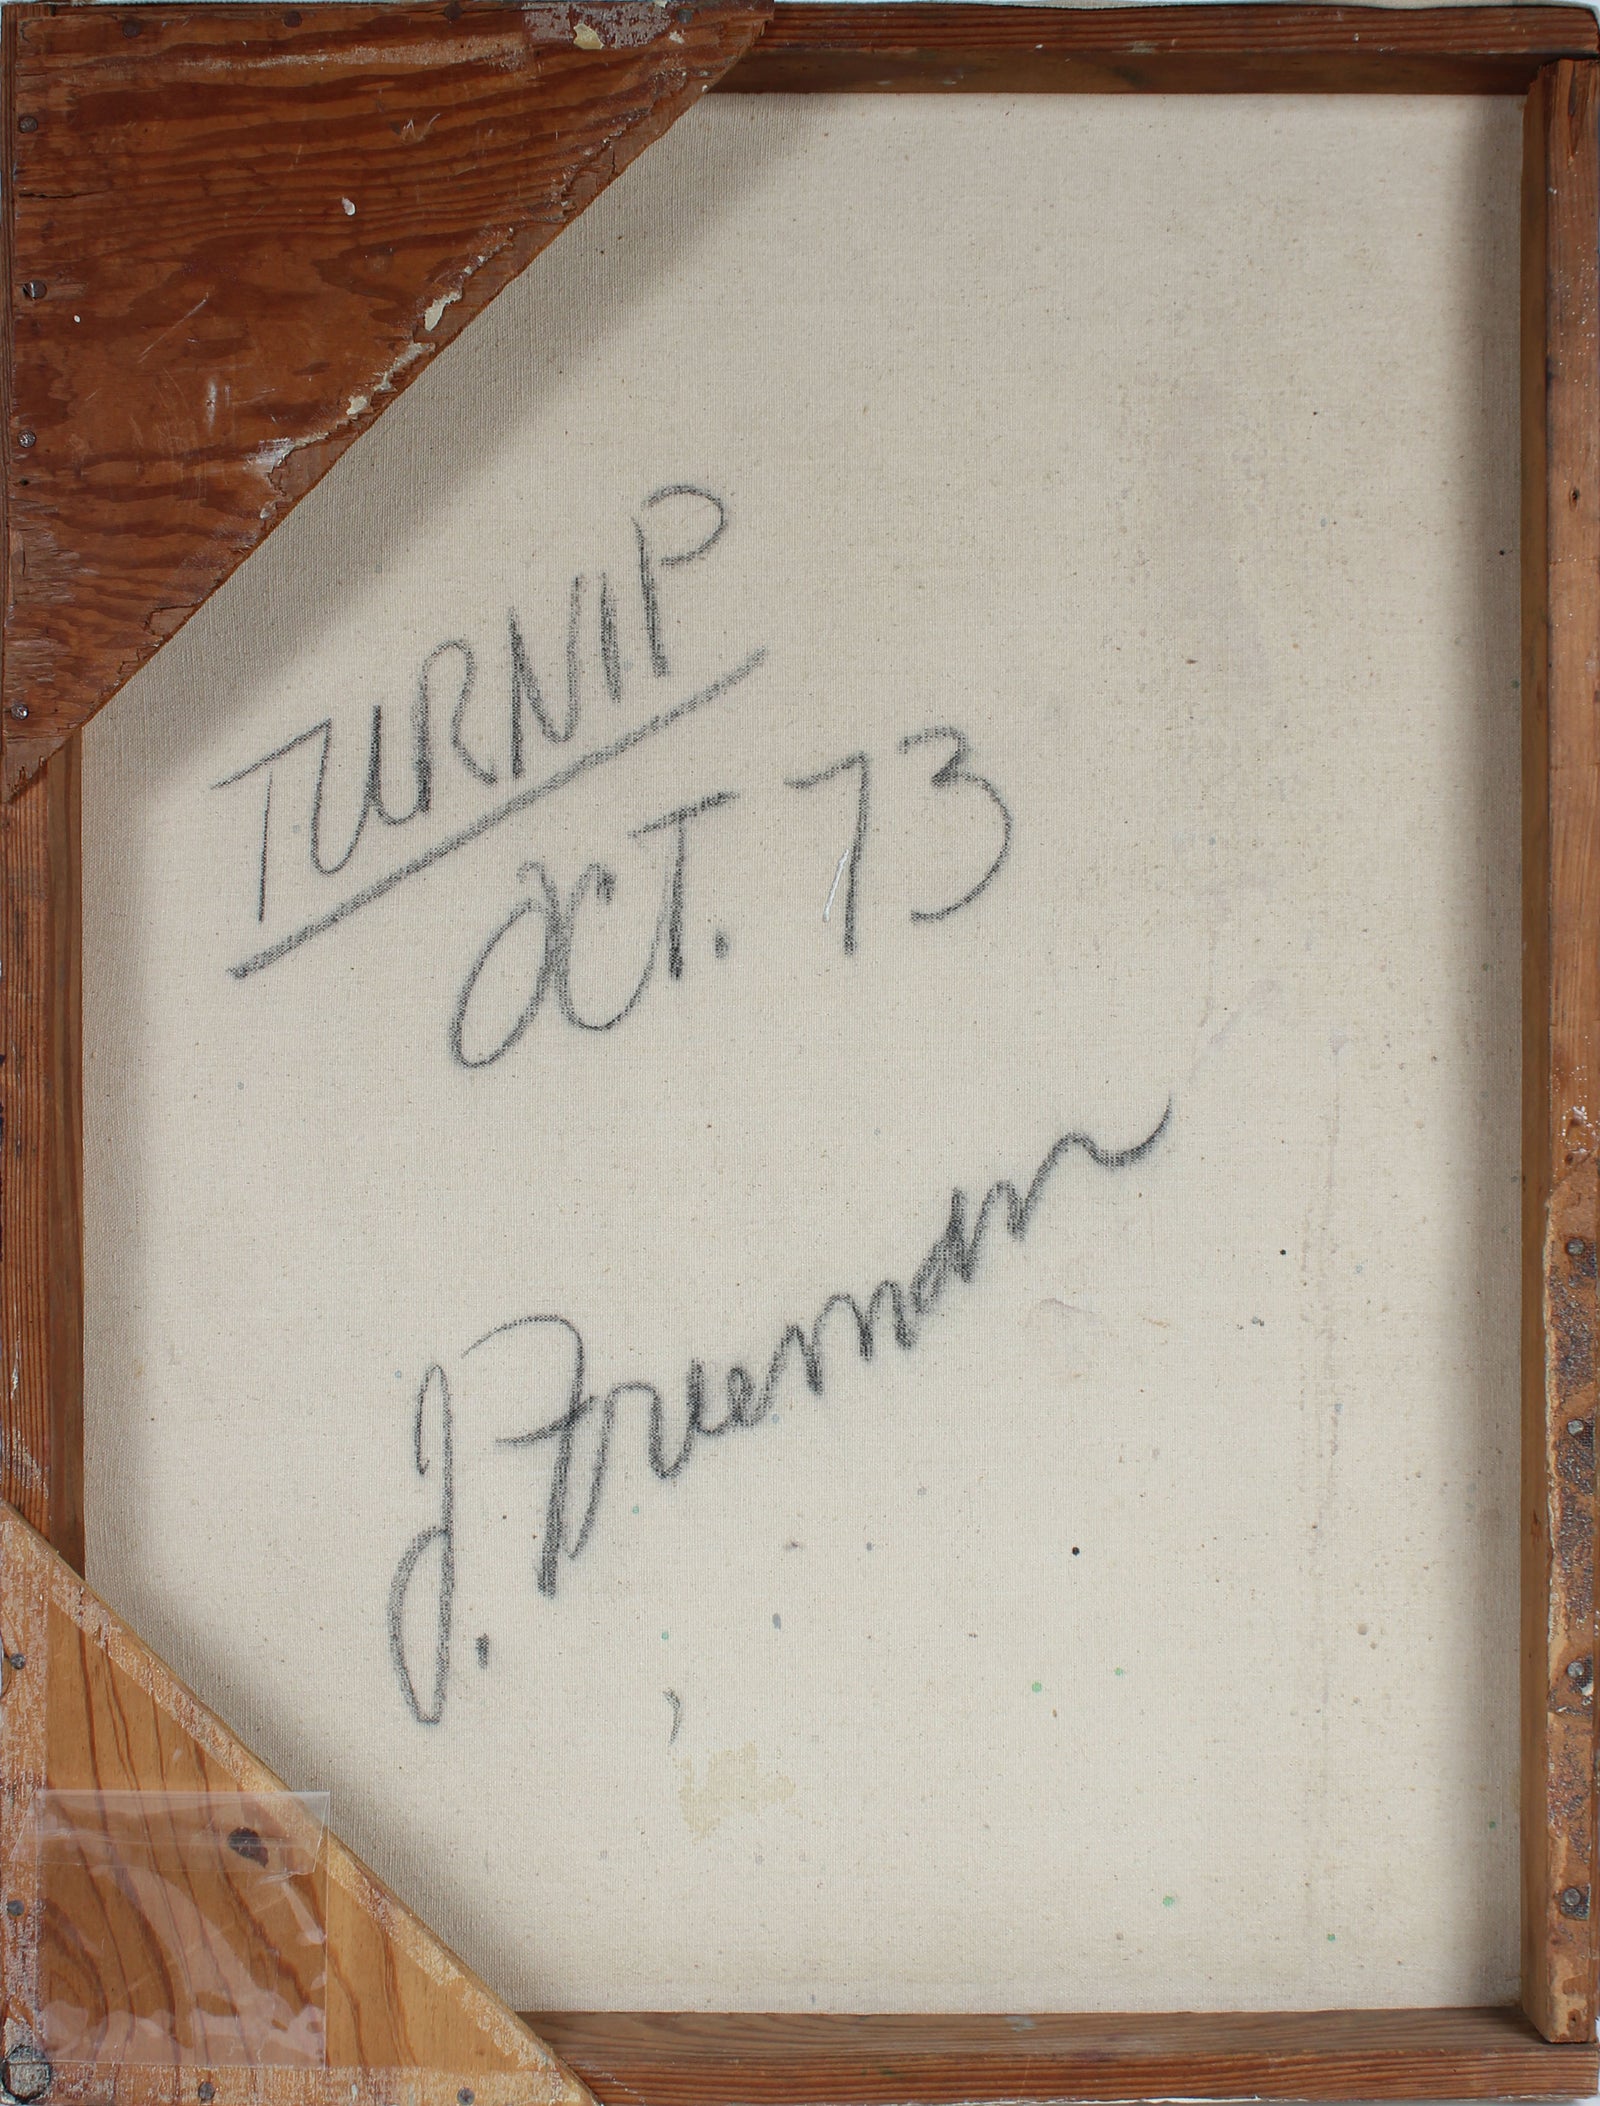 TURNIP
OCT. 73
J. Freeman